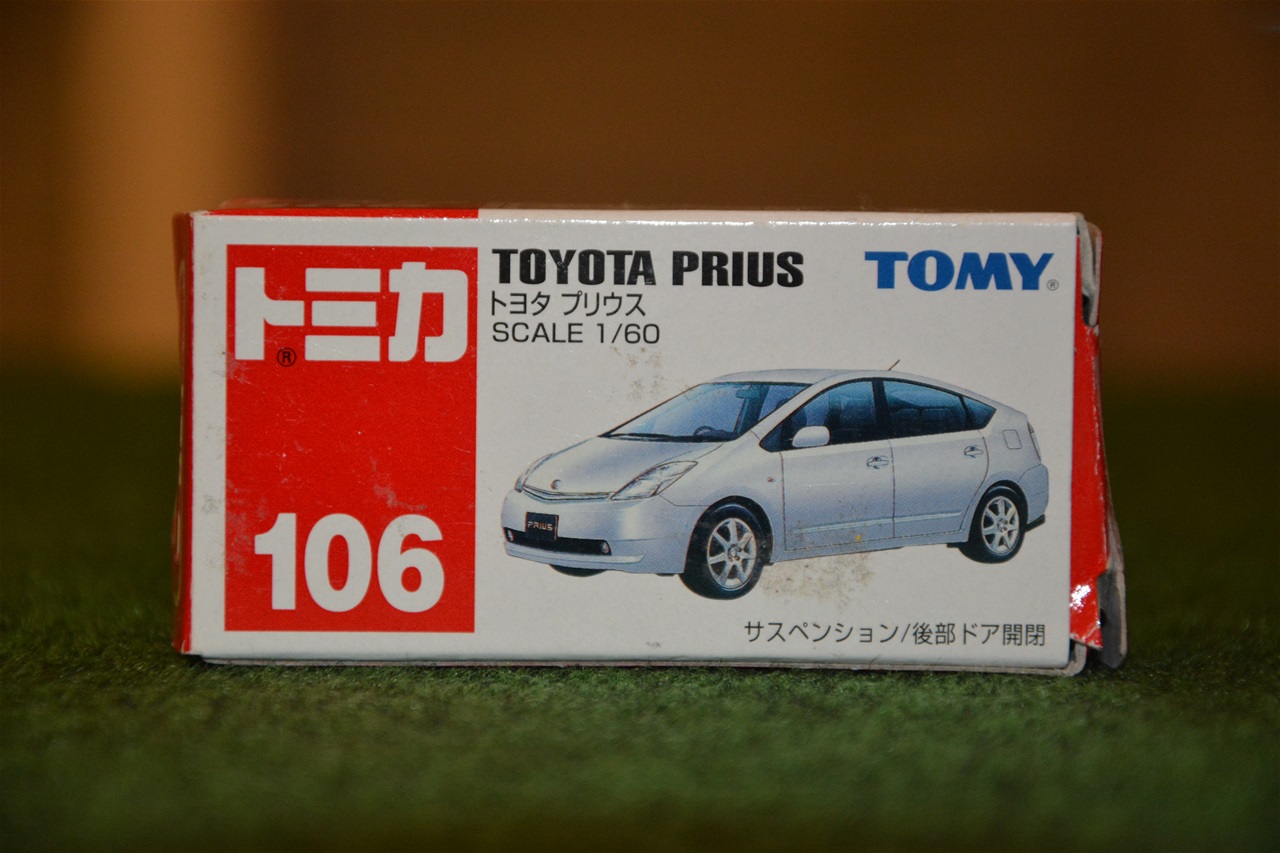 トミカ
®
106
TOYOTA PRIUS
トヨタ プリウス
SCALE 1/60
TOMY®
PRIUS
サスペンション/後部ドア開閉